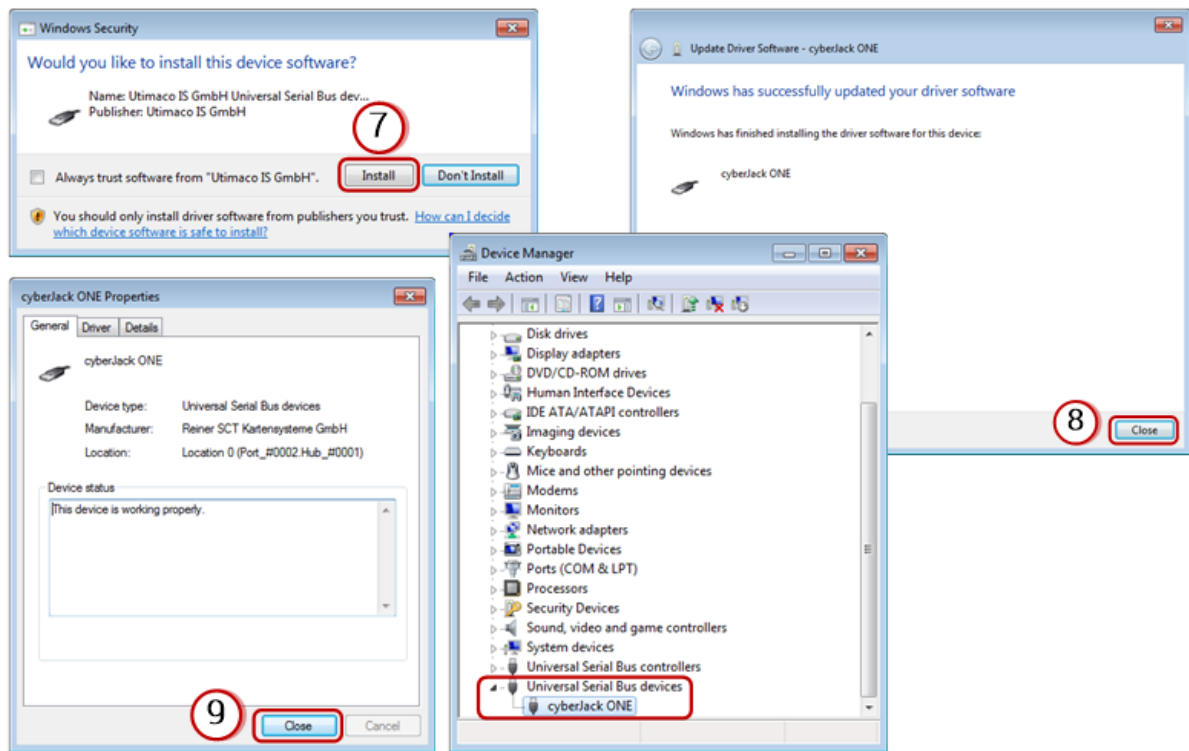 Windows Security
Would you like to install this device software?
Name: Utimaco IS GmbH Universal Serial Bus dev...
Publisher: Utimaco IS GmbH
7
Always trust software from "Utimaco IS GmbH".
Install
Don't Install
You should only install driver software from publishers you trust. How can I decide
which device software is safe to install?
Update Driver Software - cyberJack ONE
Windows has successfully updated your driver software
Windows has finished installing the driver software for this device:
cyberJack ONE
8
Close
cyberJack ONE Properties
General Driver Details
cyberJack ONE
Device type: Universal Serial Bus devices
Manufacturer: Reiner SCT Kartensysteme GmbH
Location: Location 0 (Port_#0002.Hub_#0001)
Device status
This device is working properly.
9
Close
Cancel
Device Manager
File Action View Help
Disk drives
Display adapters
DVD/CD-ROM drives
Human Interface Devices
IDE ATA/ATAPI controllers
Imaging devices
Keyboards
Mice and other pointing devices
Modems
Monitors
Network adapters
Portable Devices
Ports (COM & LPT)
Processors
Security Devices
Sound, video and game controllers
System devices
Universal Serial Bus controllers
Universal Serial Bus devices
cyberJack ONE